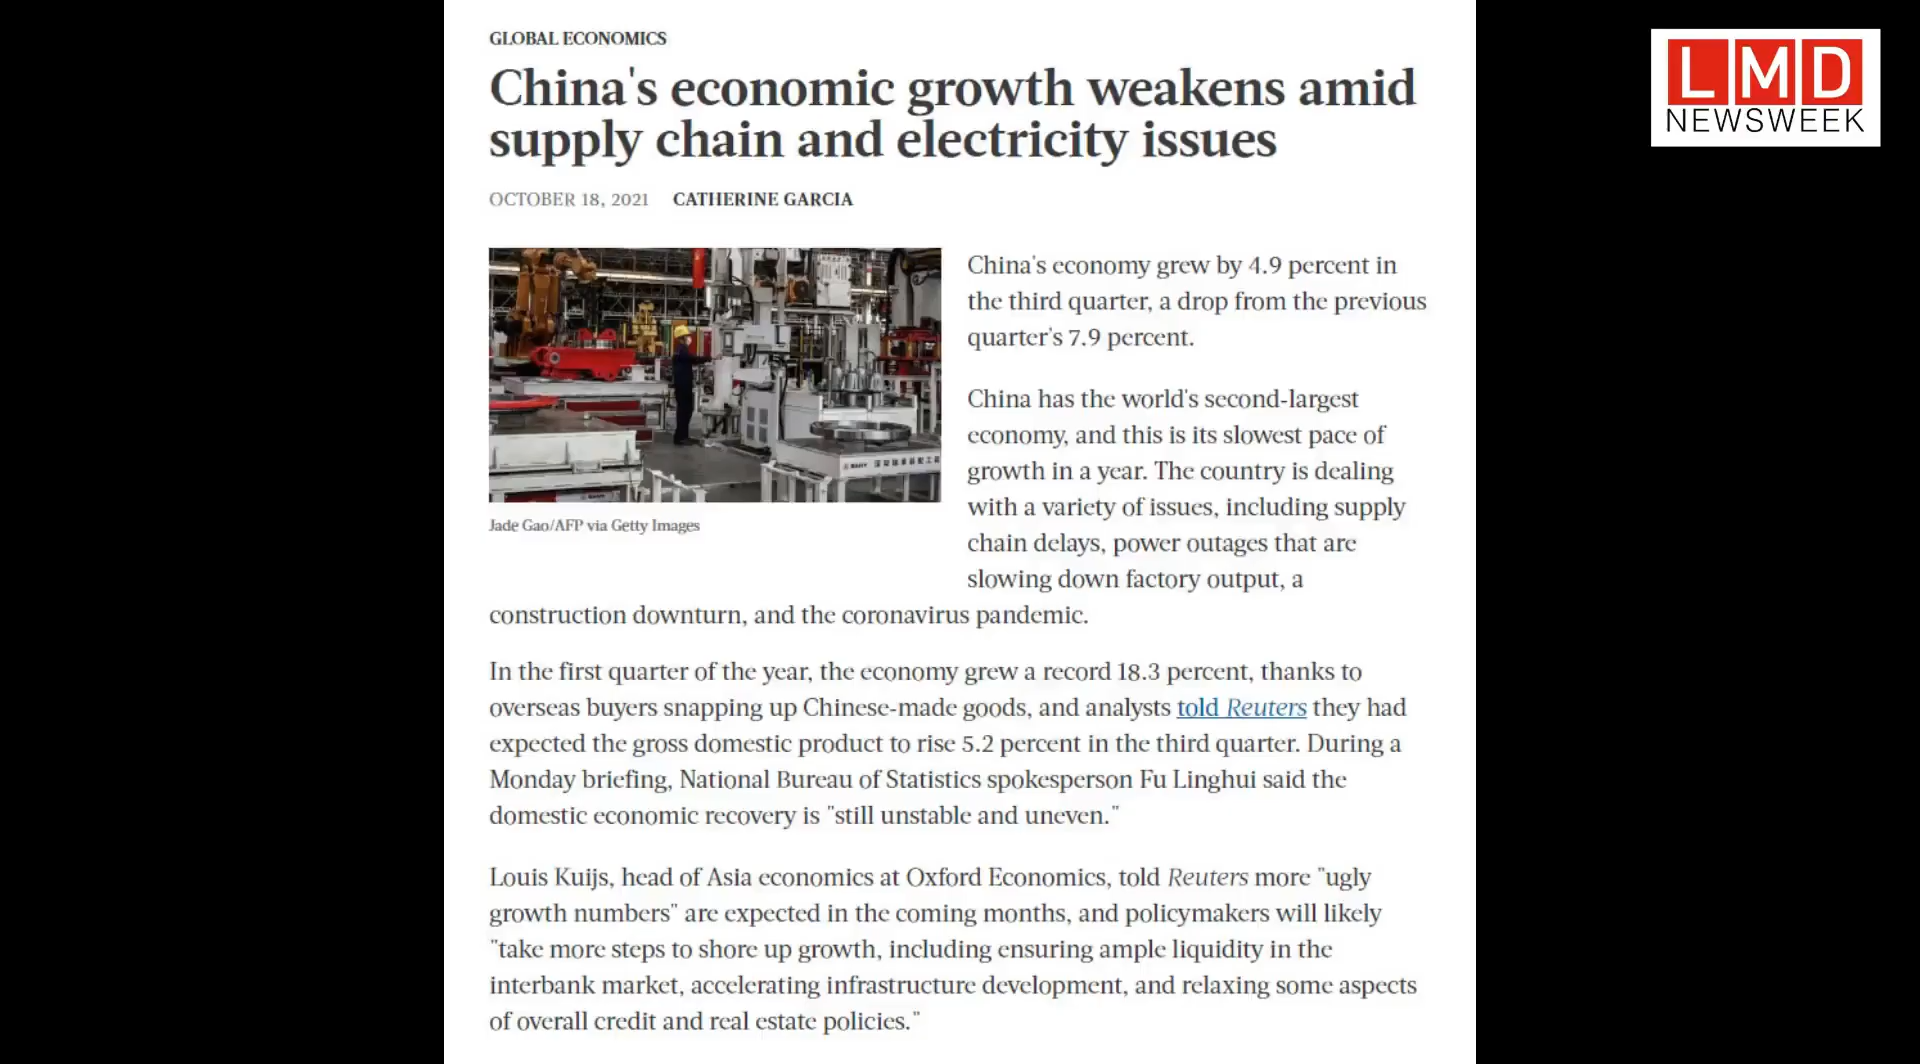 GLOBAL ECONOMICS
China's economic growth weakens amid
supply chain and electricity issues
OCTOBER 18, 2021 CATHERINE GARCIA
China's economy grew by 4.9 percent in
the third quarter, a drop from the previous
quarter's 7.9 percent.
China has the world's second-largest
economy, and this is its slowest pace of
growth in a year. The country is dealing
with a variety of issues, including supply
chain delays, power outages that are
slowing down factory output, a
construction downturn, and the coronavirus pandemic.
Jade Gao/AFP via Getty Images
In the first quarter of the year, the economy grew a record 18.3 percent, thanks to
overseas buyers snapping up Chinese-made goods, and analysts told Reuters they had
expected the gross domestic product to rise 5.2 percent in the third quarter. During a
Monday briefing, National Bureau of Statistics spokesperson Fu Linghui said the
domestic economic recovery is "still unstable and uneven."
Louis Kuijs, head of Asia economics at Oxford Economics, told Reuters more "ugly
growth numbers" are expected in the coming months, and policymakers will likely
"take more steps to shore up growth, including ensuring ample liquidity in the
interbank market, accelerating infrastructure development, and relaxing some aspects
of overall credit and real estate policies."
LMD
NEWSWEEK